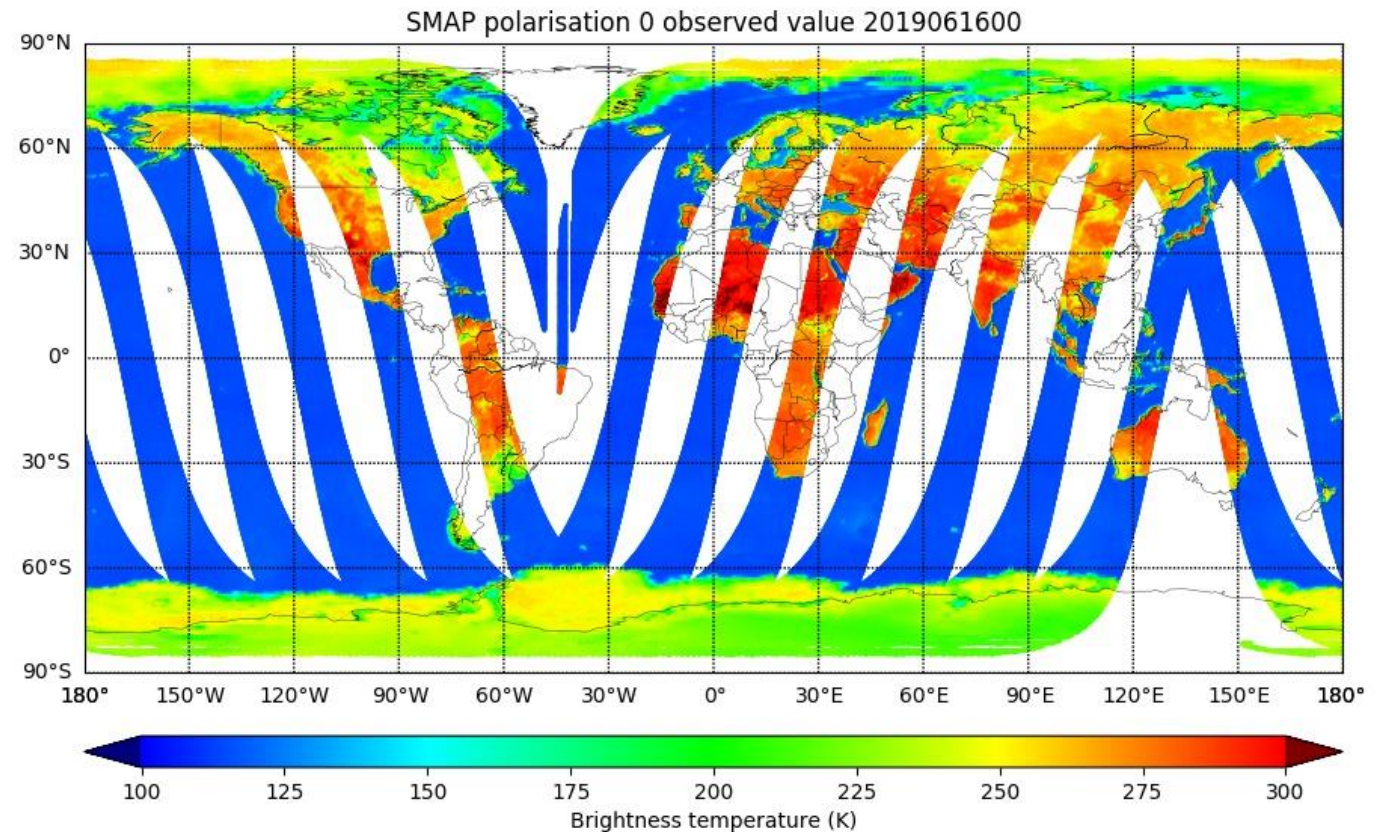 SMAP polarisation 0 observed value 2019061600
90°N
60°N
30°N
0°
30°S
60°S
90°S
180° 150°W 120°W 90°W 60°W 30°W 0° 30°E 60°E 90°E 120°E 150°E 180°
100 125 150 175 200 225 250 275 300
Brightness temperature (K)